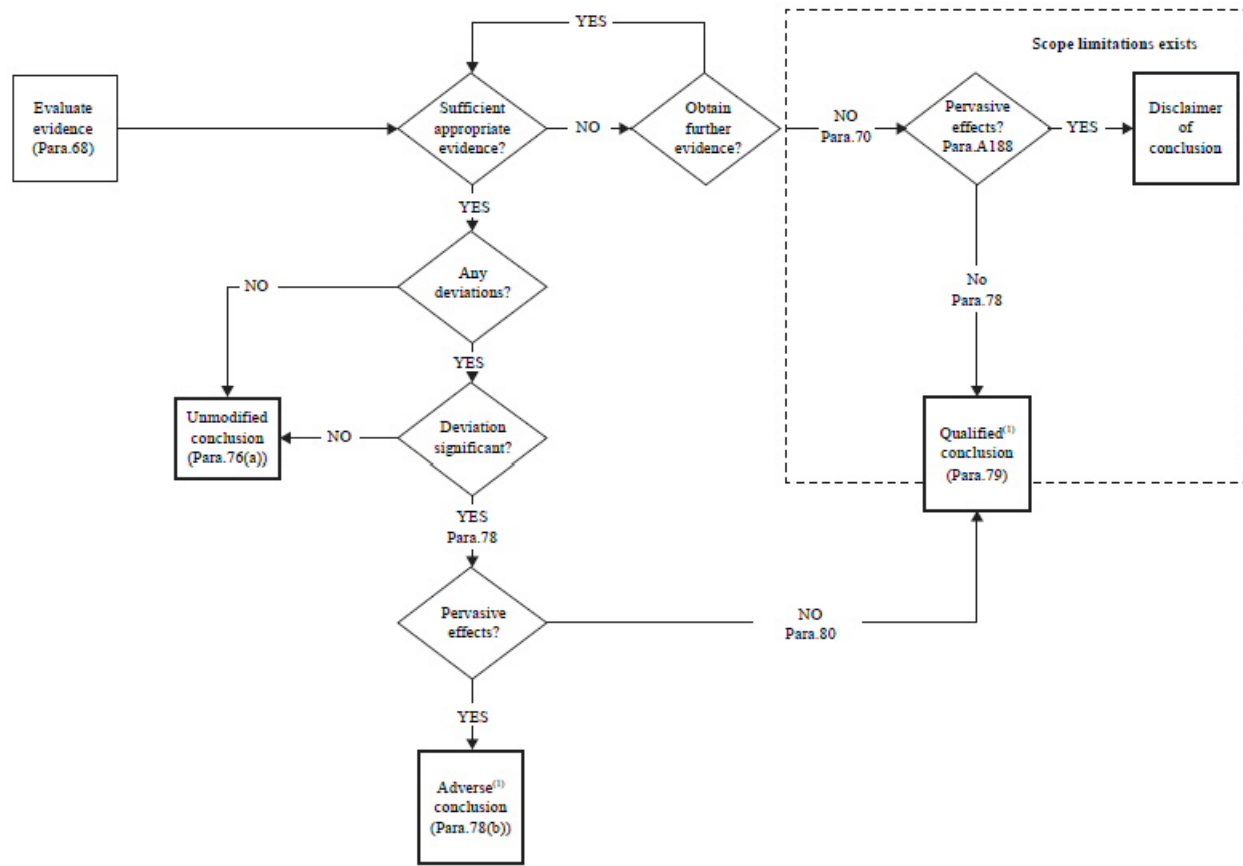 YES
Scope limitations exists
Evaluate
evidence
(Para.68)
Sufficient
appropriate
evidence?
NO
Obtain
further
evidence?
NO
Para.70
Pervasive
effects?
Para.A188
YES
Disclaimer
of
conclusion
YES
No
Para.78
Any
deviations?
NO
YES
Unmodified
conclusion
(Para.76(a))
NO
Deviation
significant?
Qualified(1)
conclusion
(Para.79)
YES
Para.78
Pervasive
effects?
NO
Para.80
YES
Adverse(1)
conclusion
(Para.78(b))